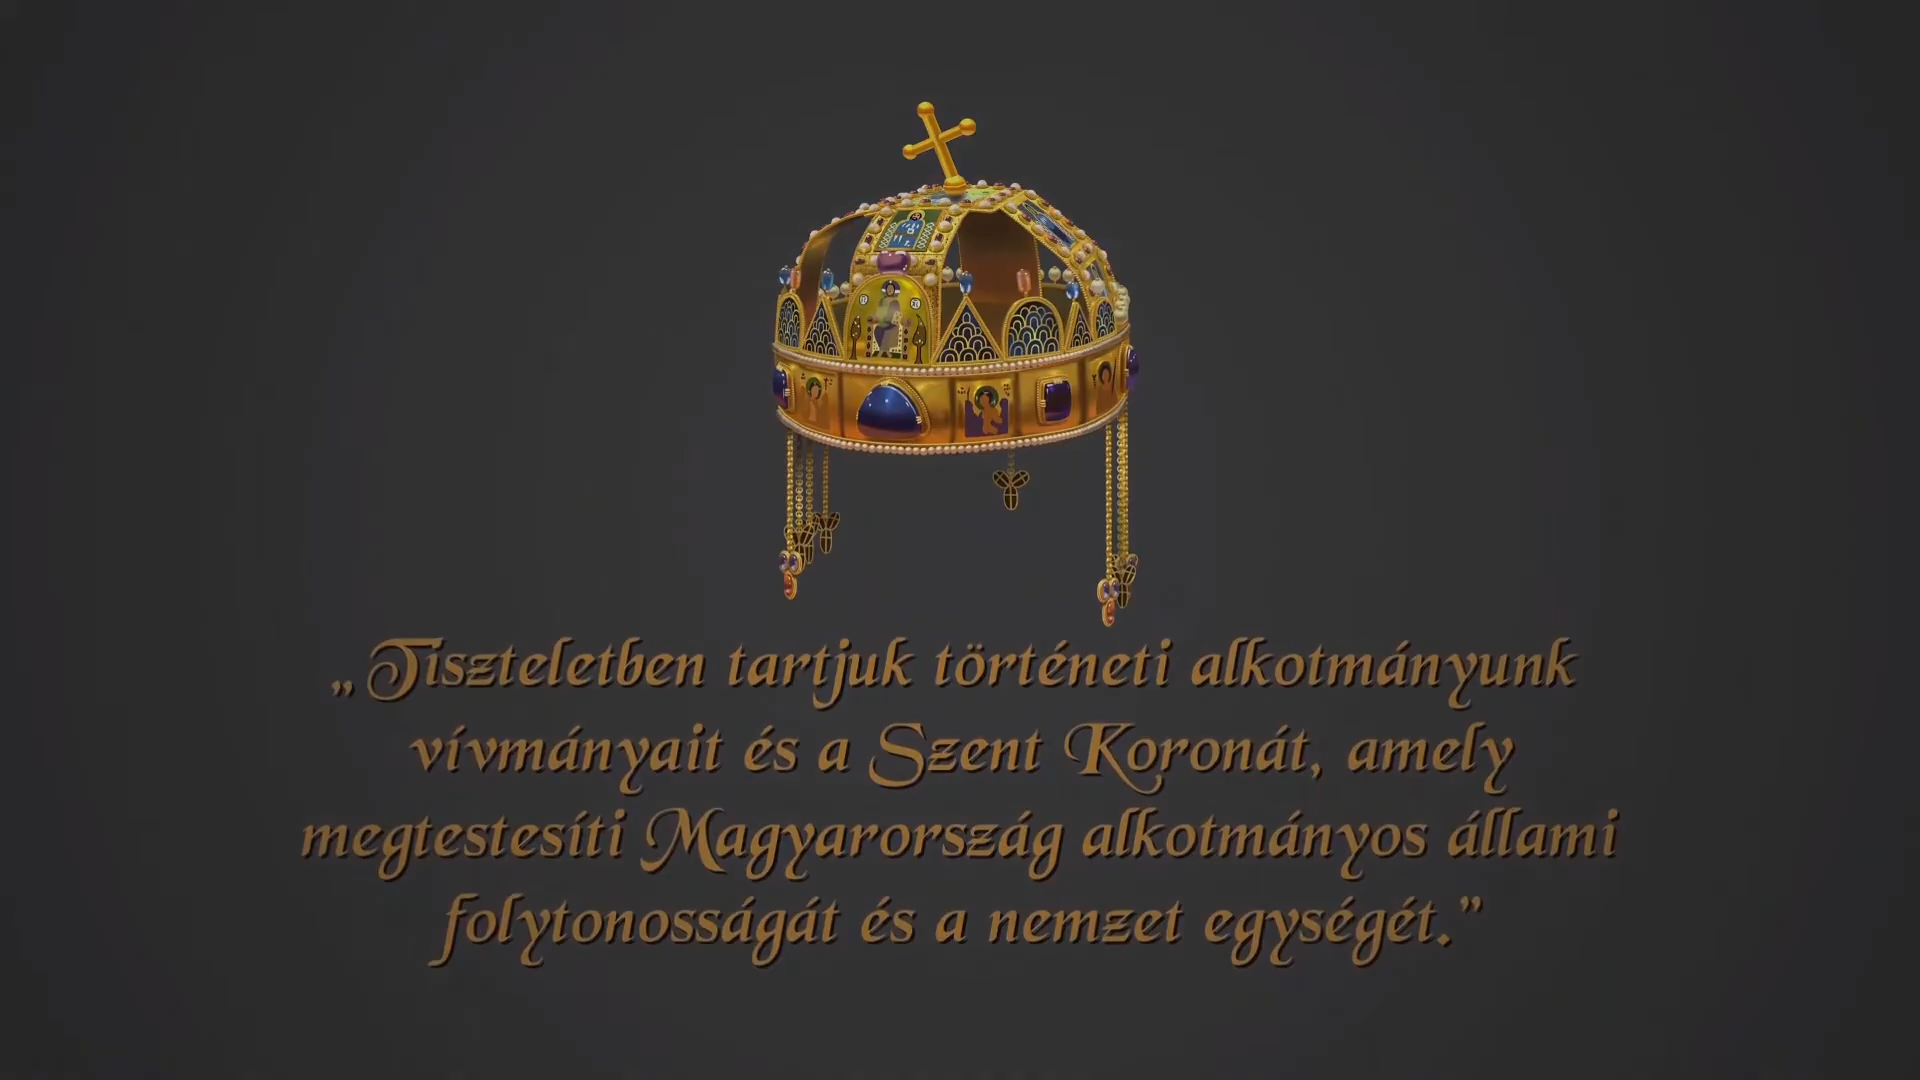 „Tiszteletben tartjuk történeti alkotmányunk
vívmányait és a Szent Koronát, amely
megtestesíti Magyarország alkotmányos állami
folytonosságát és a nemzet egységét.”